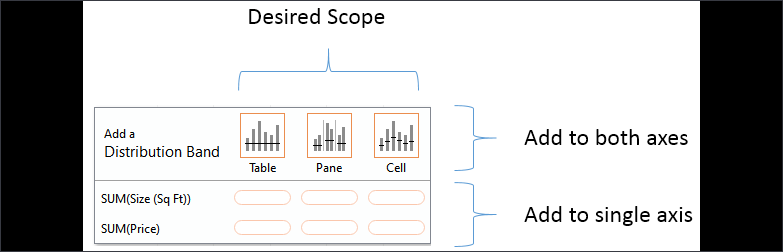 Desired Scope
Add a
Distribution Band
Table Pane Cell
Add to both axes
SUM(Size (Sq Ft))
SUM(Price)
Add to single axis